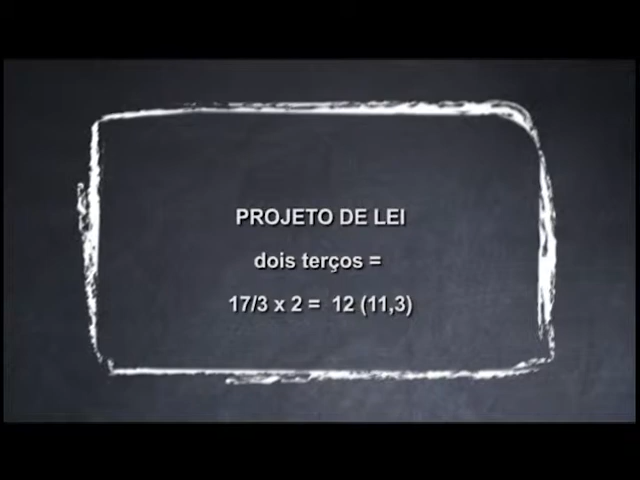 PROJETO DE LEI
dois terços =
17/3 x 2 = 12 (11,3)